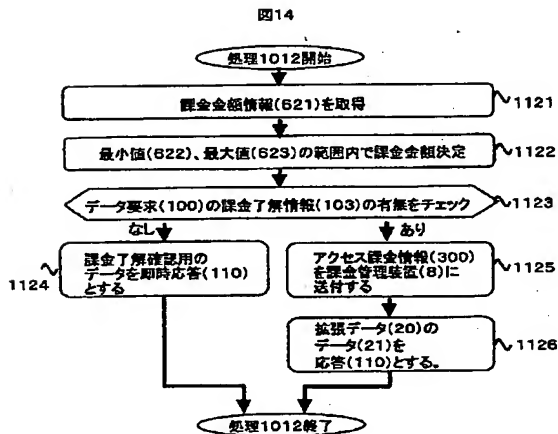 図14
処理1012開始
課金金額情報(621)を取得
1121
最小値(622)、最大値(623)の範囲内で課金金額決定
1122
データ要求(100)の課金了解情報(103)の有無をチェック
1123
なし
あり
課金了解確認用の
データを即時応答(110)
とする
1124
アクセス課金情報(300)
を課金管理装置(8)に
送付する
1125
拡張データ(20)の
データ(21)を
応答(110)とする。
1126
処理1012終了